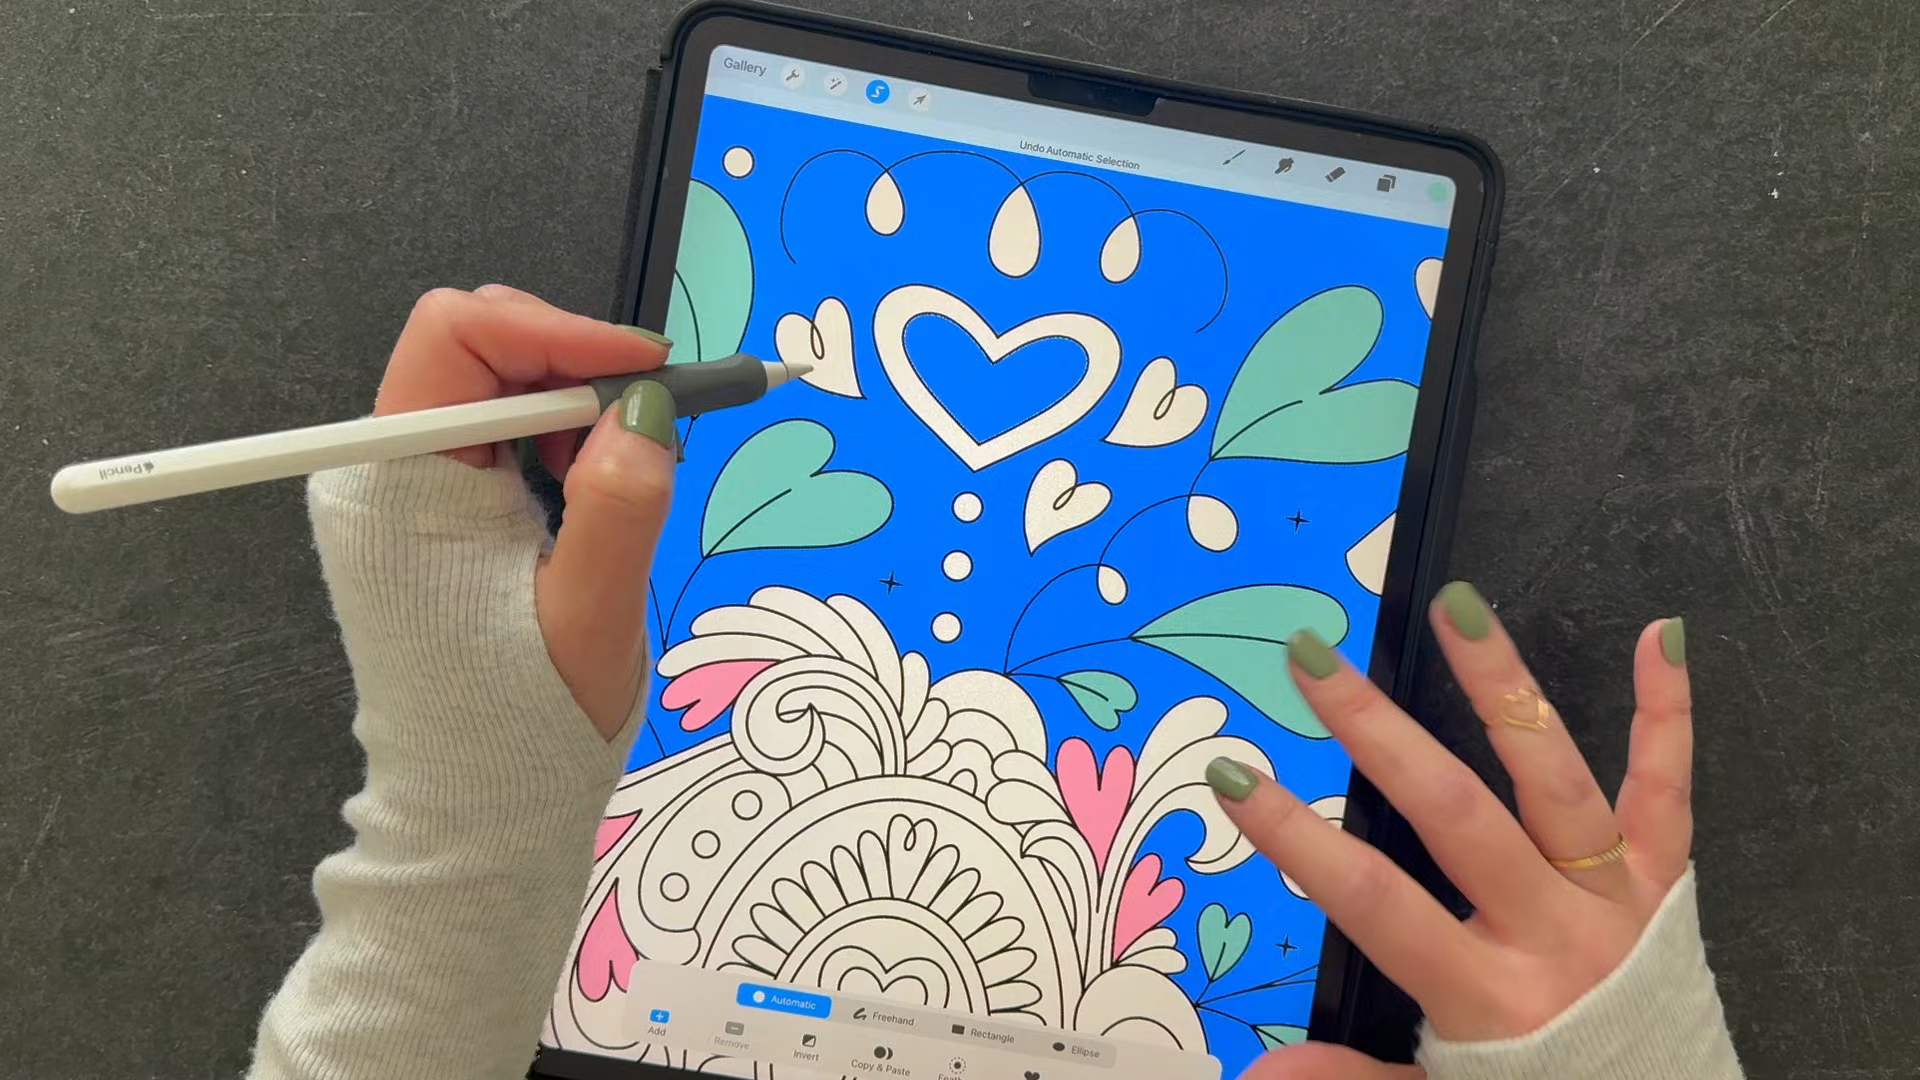 Gallery
Undo Automatic Selection
Pencil
Automatic
Freehand
Rectangle
Ellipse
Add
Remove
Invert
Copy & Paste